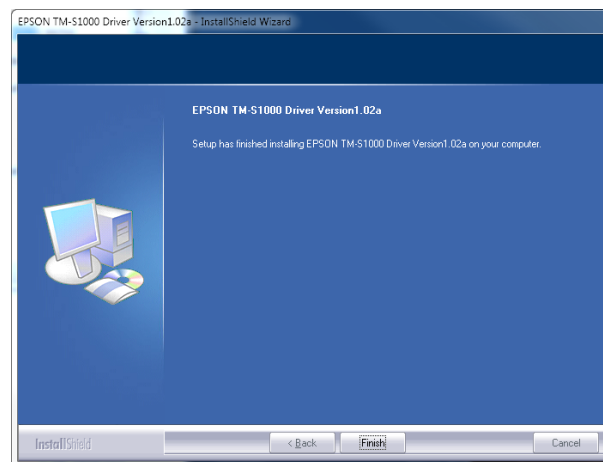 EPSON TM-S1000 Driver Version1.02a - InstallShield Wizard
EPSON TM-S1000 Driver Version1.02a
Setup has finished installing EPSON TM-S1000 Driver Version1.02a on your computer.
InstallShield
< Back
Finish
Cancel